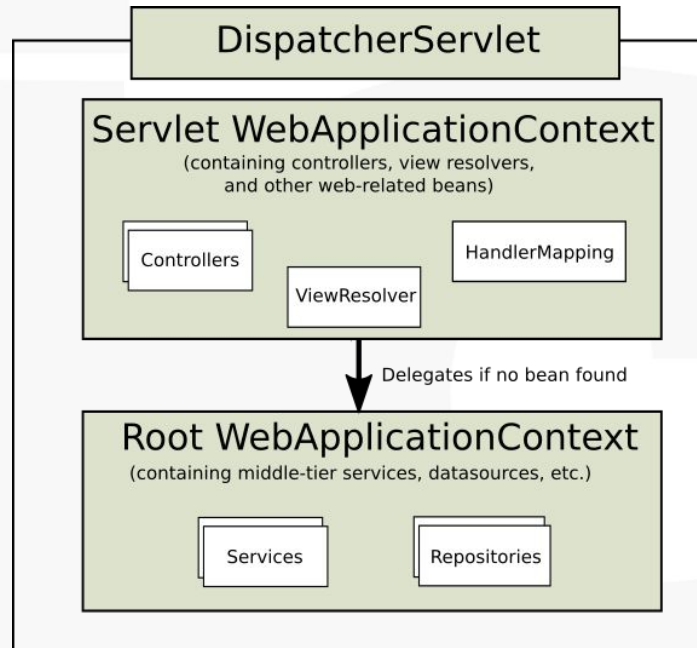 DispatcherServlet
Servlet WebApplicationContext
(containing controllers, view resolvers,
and other web-related beans)
Controllers
HandlerMapping
ViewResolver
Delegates if no bean found
Root WebApplicationContext
(containing middle-tier services, datasources, etc.)
Services
Repositories